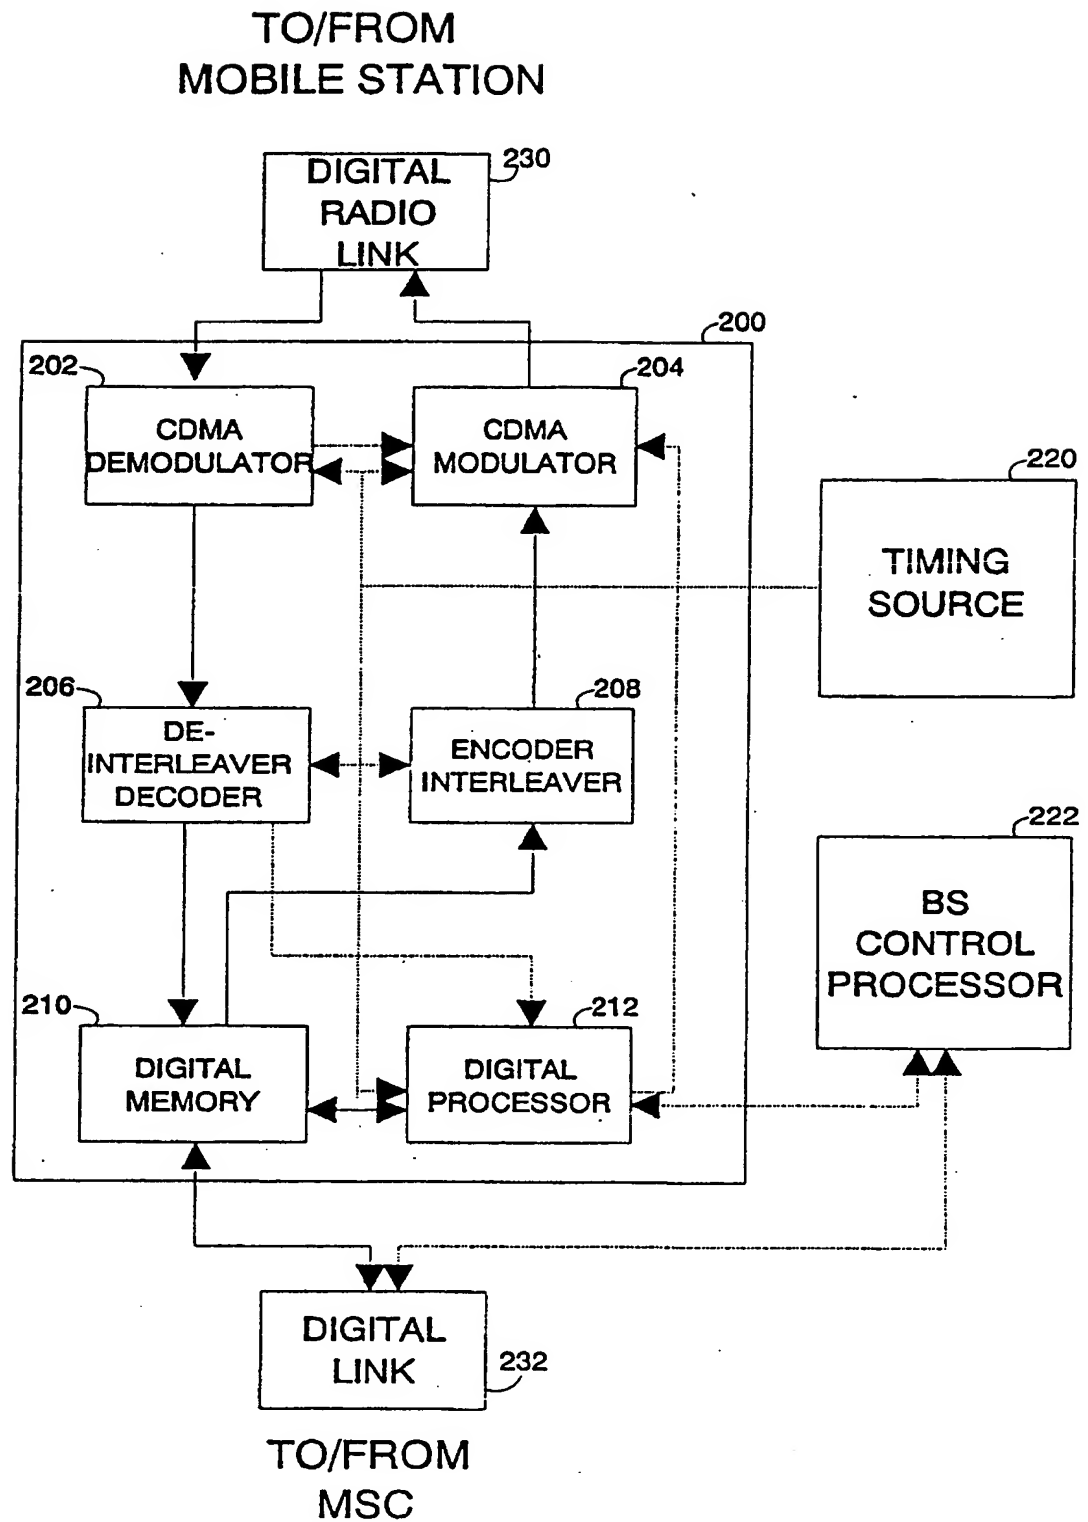 TO/FROM
MOBILE STATION
230
DIGITAL
RADIO
LINK
200
202
204
CDMA
DEMODULATOR
CDMA
MODULATOR
220
TIMING
SOURCE
206
208
DE-
INTERLEAVER
DECODER
ENCODER
INTERLEAVER
222
BS
CONTROL
PROCESSOR
210
212
DIGITAL
MEMORY
DIGITAL
PROCESSOR
DIGITAL
LINK
232
TO/FROM
MSC